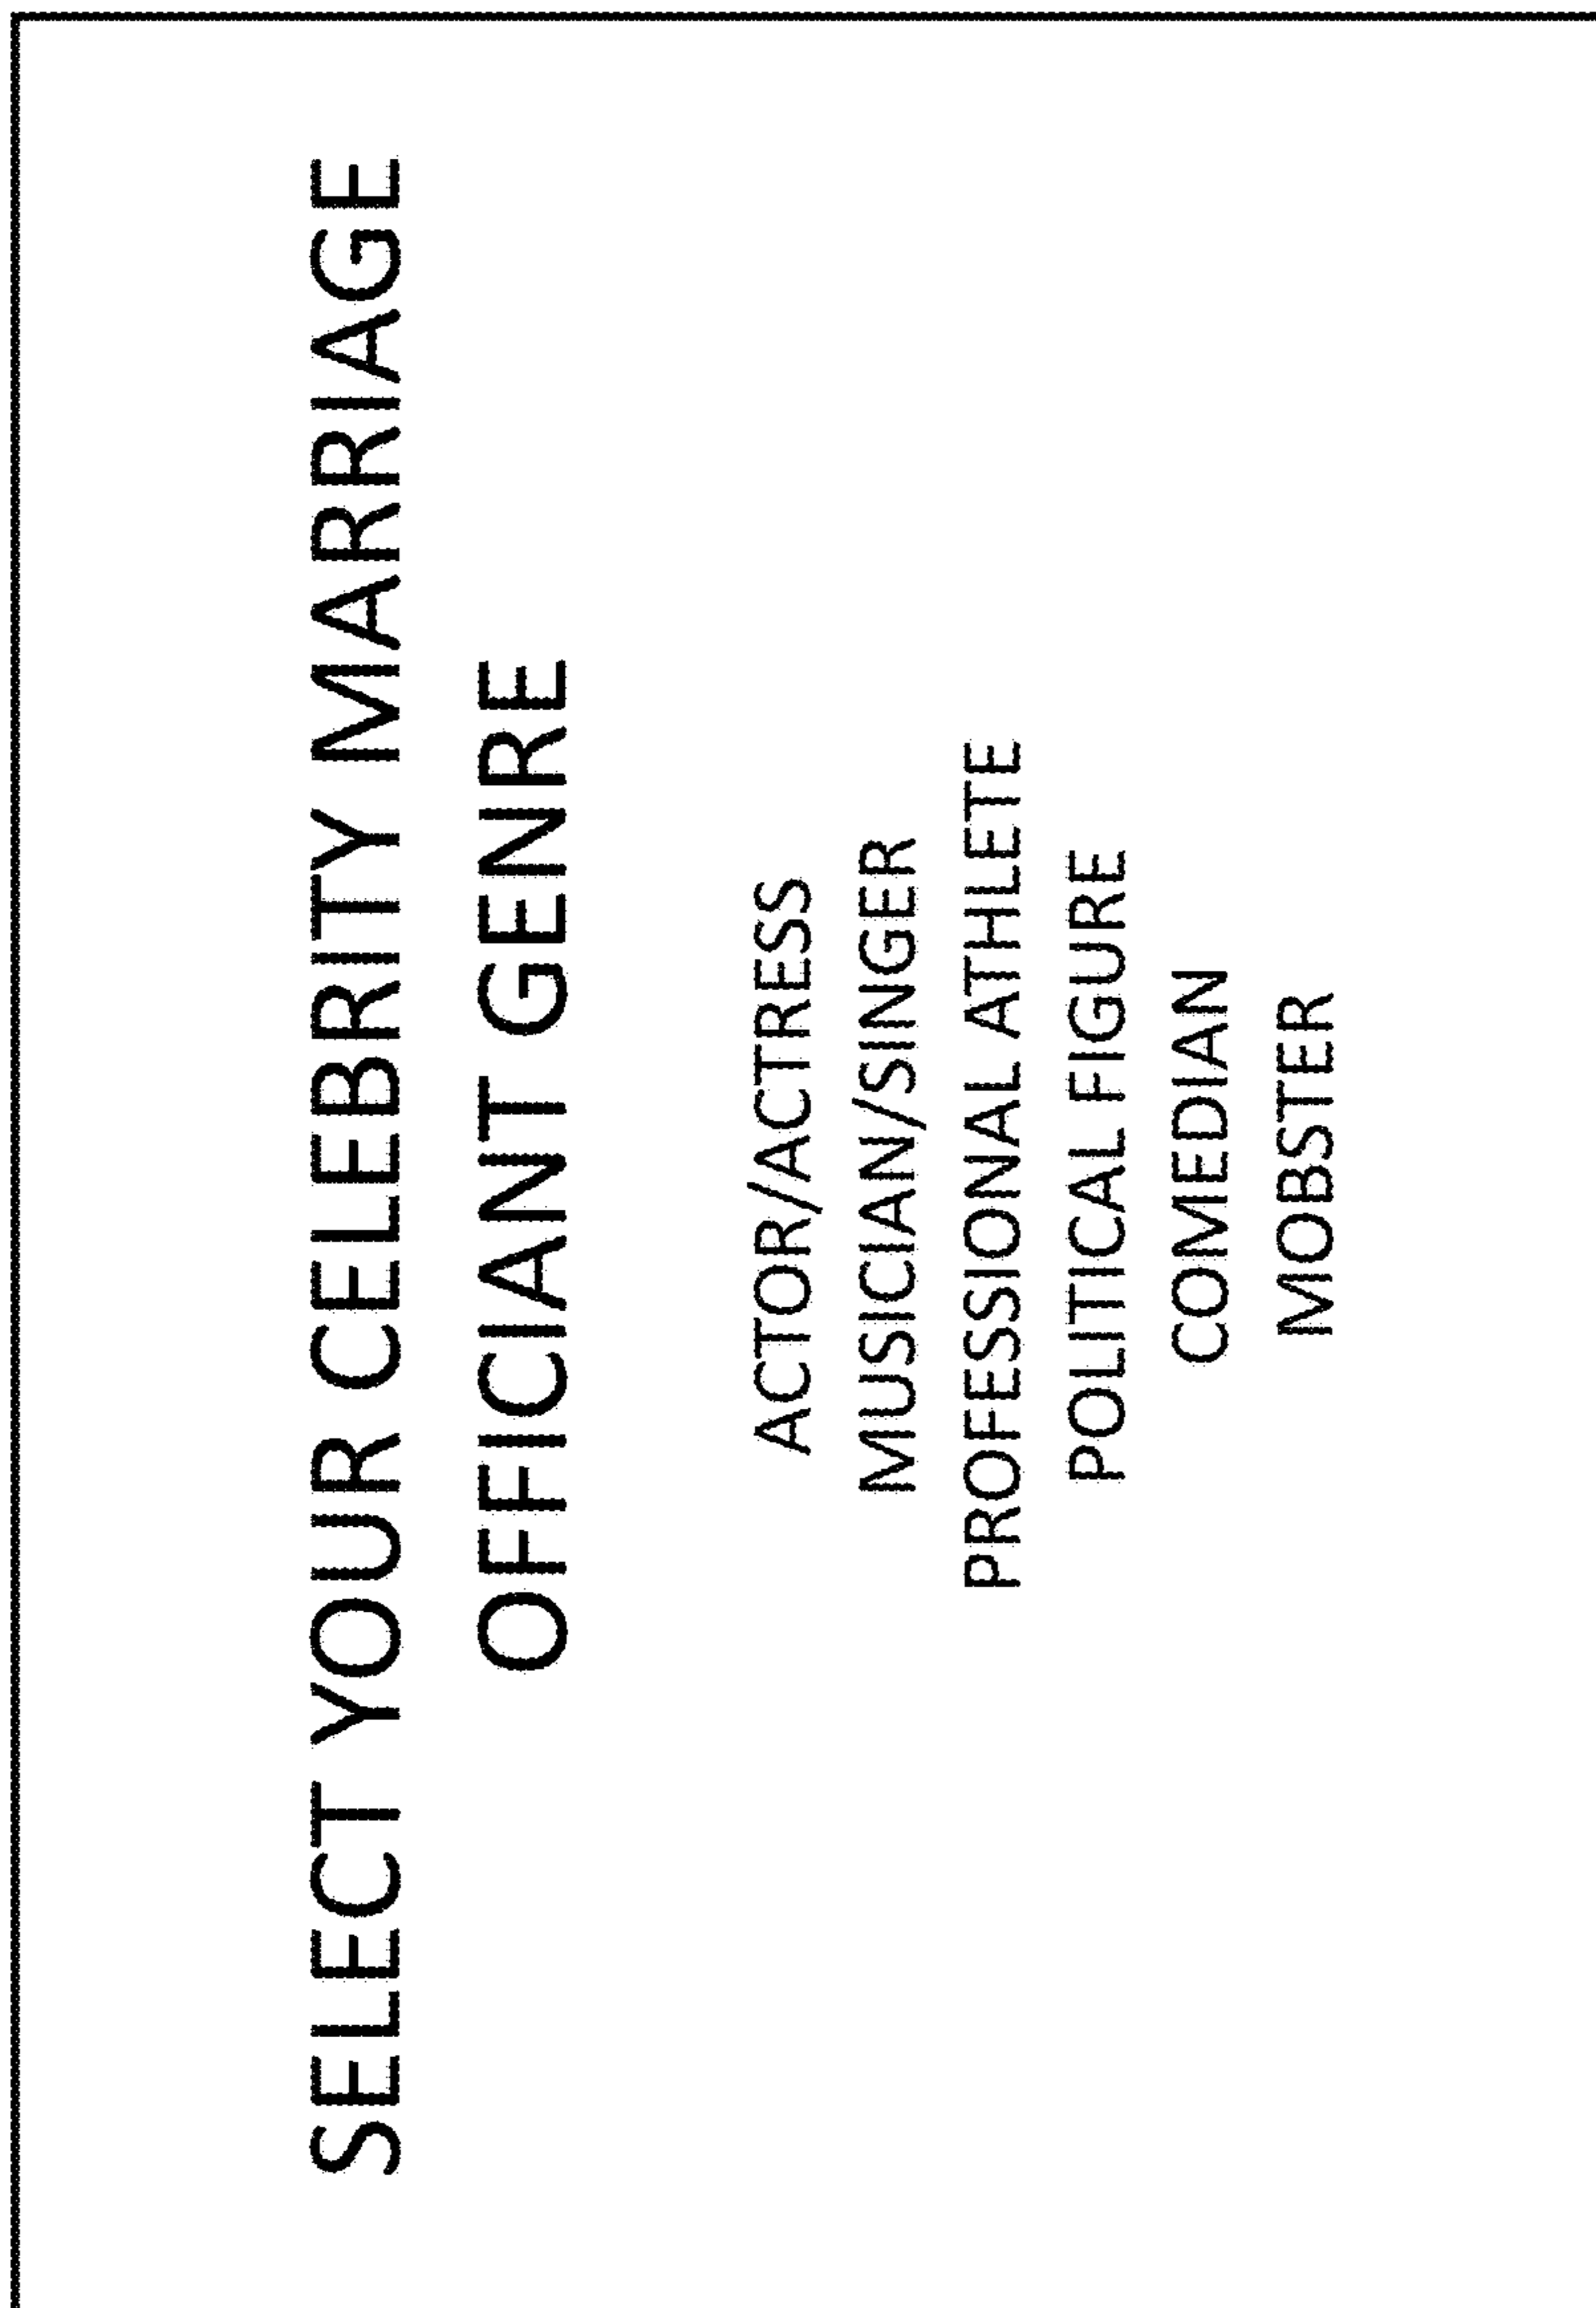 SELECT YOUR CELEBRITY MARRIAGE
OFFICIANT GENRE
ACTOR/ACTRESS
MUSICIAN/SINGER
PROFESSIONAL ATHLETE
POLITICAL FIGURE
COMEDIAN
MOBSTER